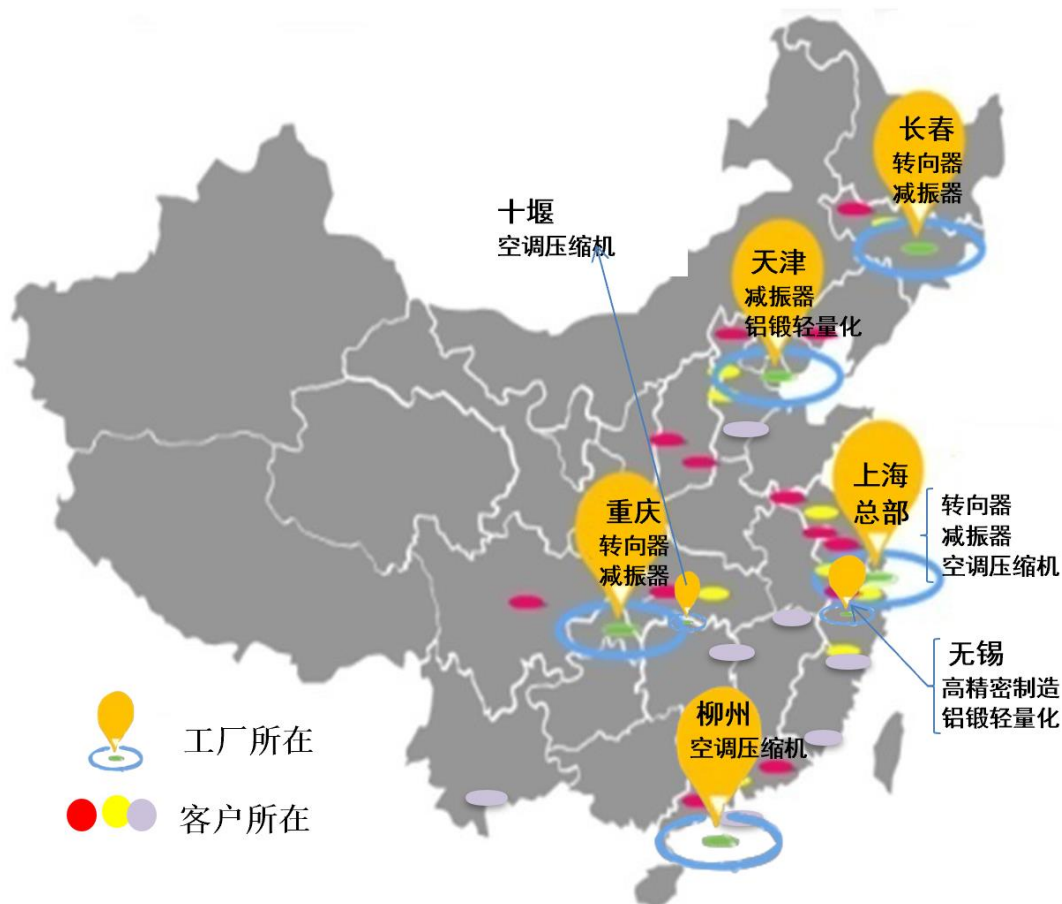 长春
转向器
减振器
十堰
空调压缩机
天津
减振器
铝锻轻量化
上海
总部
转向器
减振器
空调压缩机
重庆
转向器
减振器
无锡
高精密制造
铝锻轻量化
柳州
空调压缩机
工厂所在
客户所在